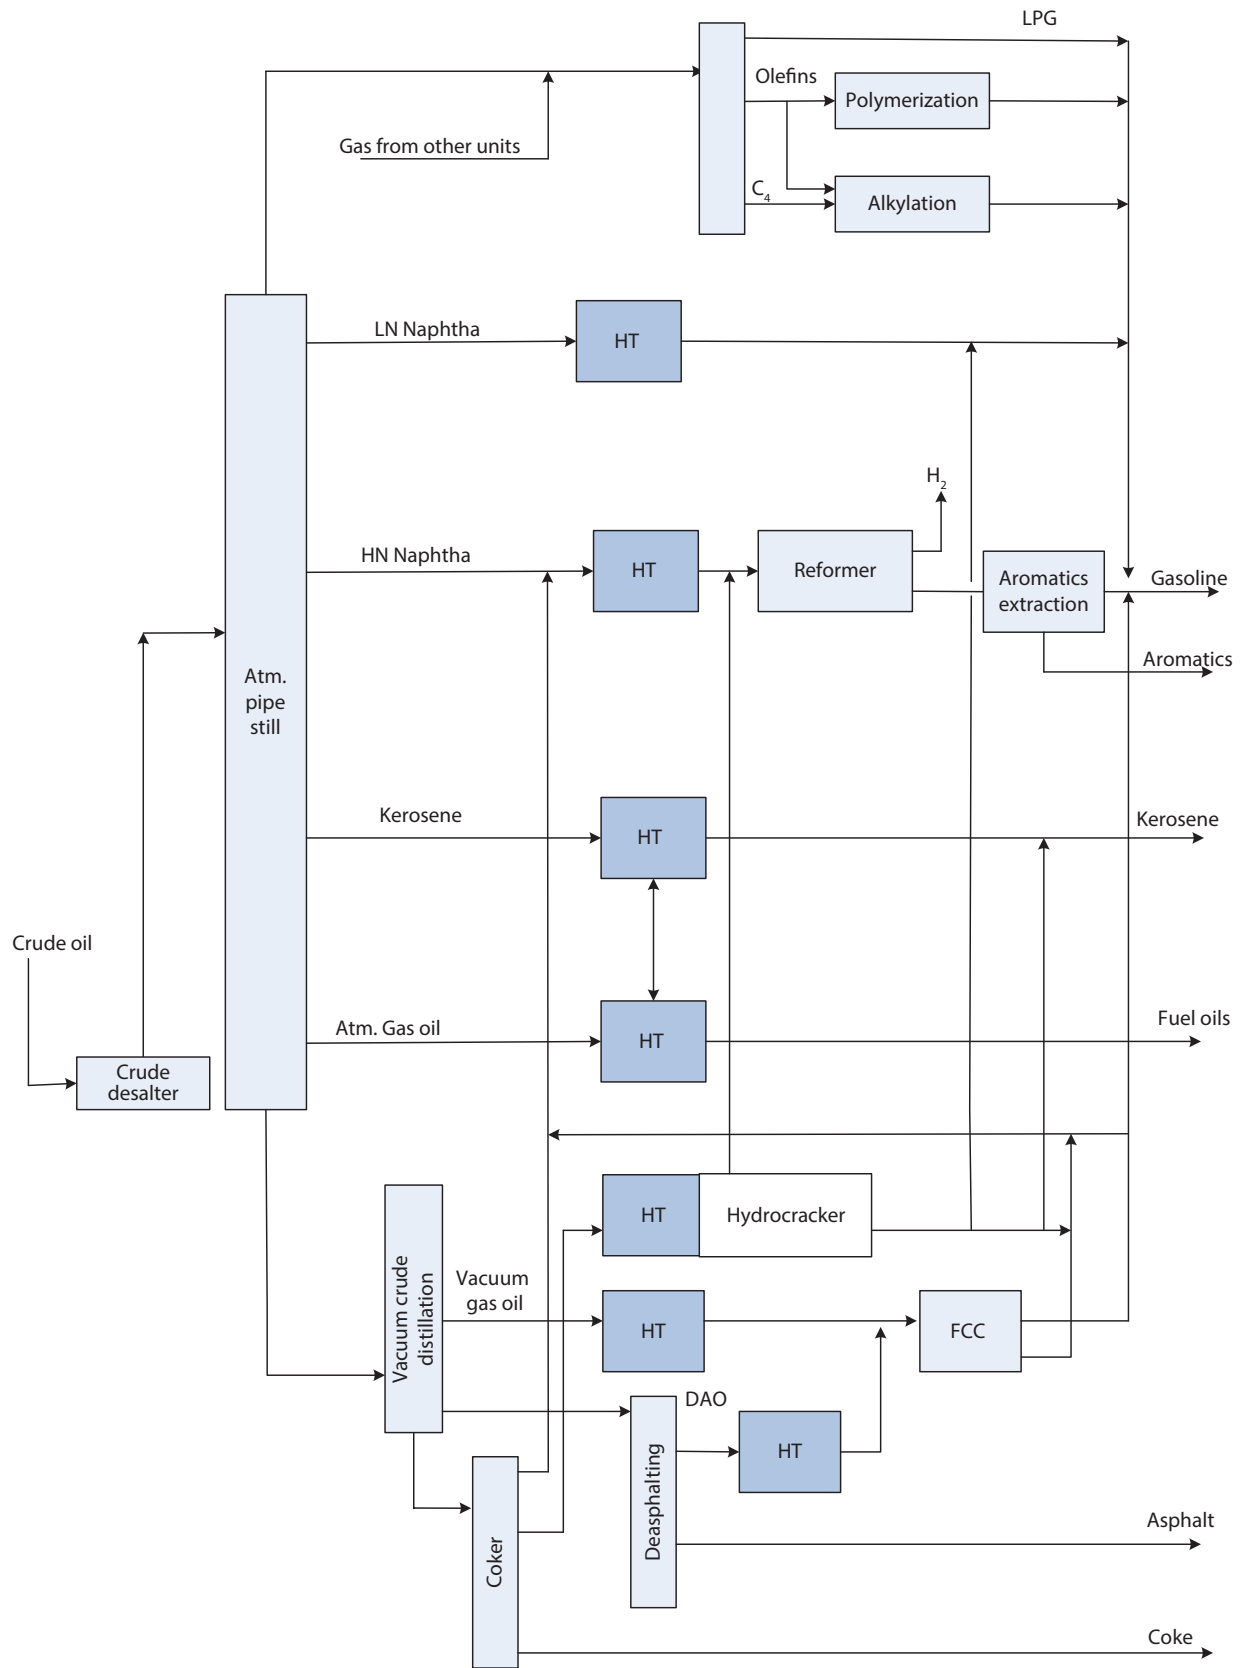 LPG
Olefins
Polymerization
Gas from other units
C4
Alkylation
LN Naphtha
HT
H2
HN Naphtha
HT
Reformer
Aromatics
extraction
Gasoline
Aromatics
Atm.
pipe
still
Kerosene
HT
Kerosene
Crude oil
Atm. Gas oil
HT
Fuel oils
Crude
desalter
HT
Hydrocracker
Vacuum crude
distillation
Vacuum
gas oil
HT
FCC
DAO
HT
Deasphalting
Asphalt
Coker
Coke